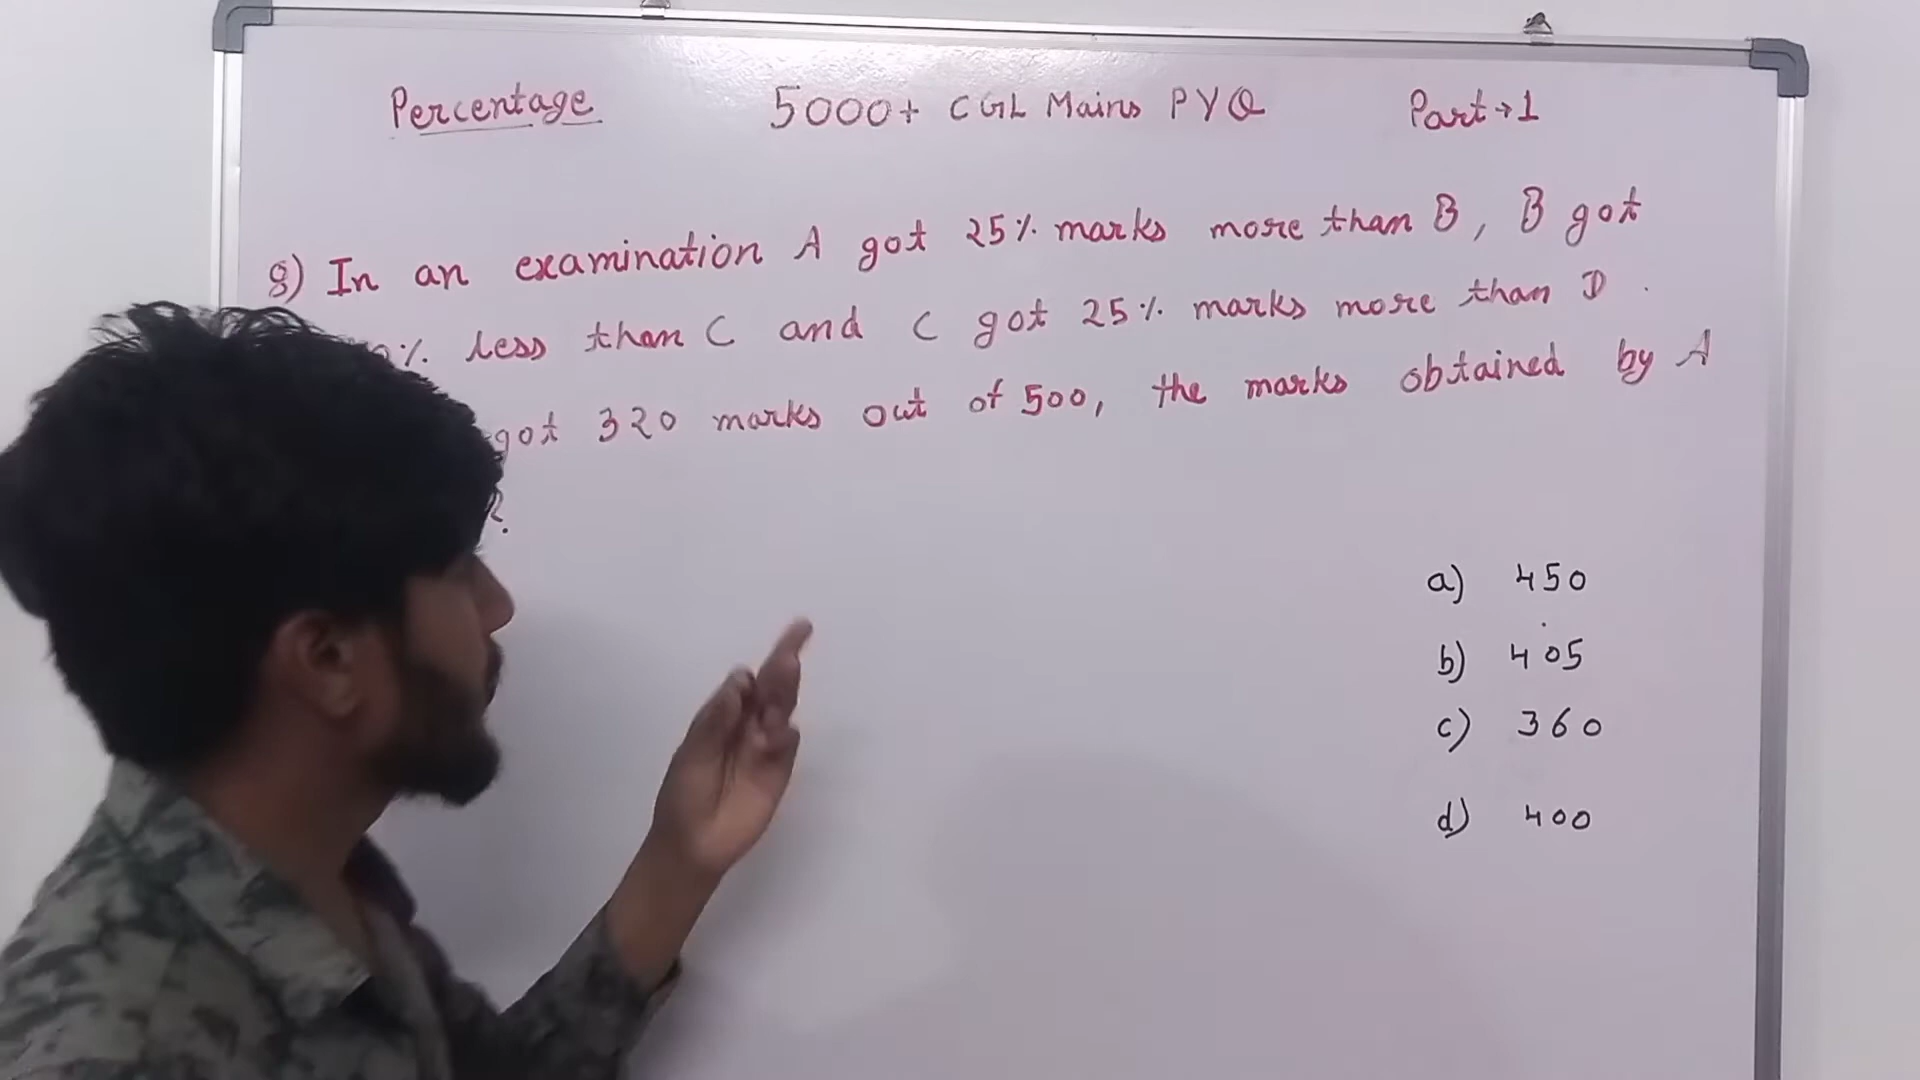 Percentage 5000+ CGL Mains PYQ Part → 1
8) In an examination A got 25% marks more than B, B got
% less than C and C got 25% marks more than D.
got 320 marks out of 500, the marks obtained by A
?
a) 450
b) 405
c) 360
d) 400